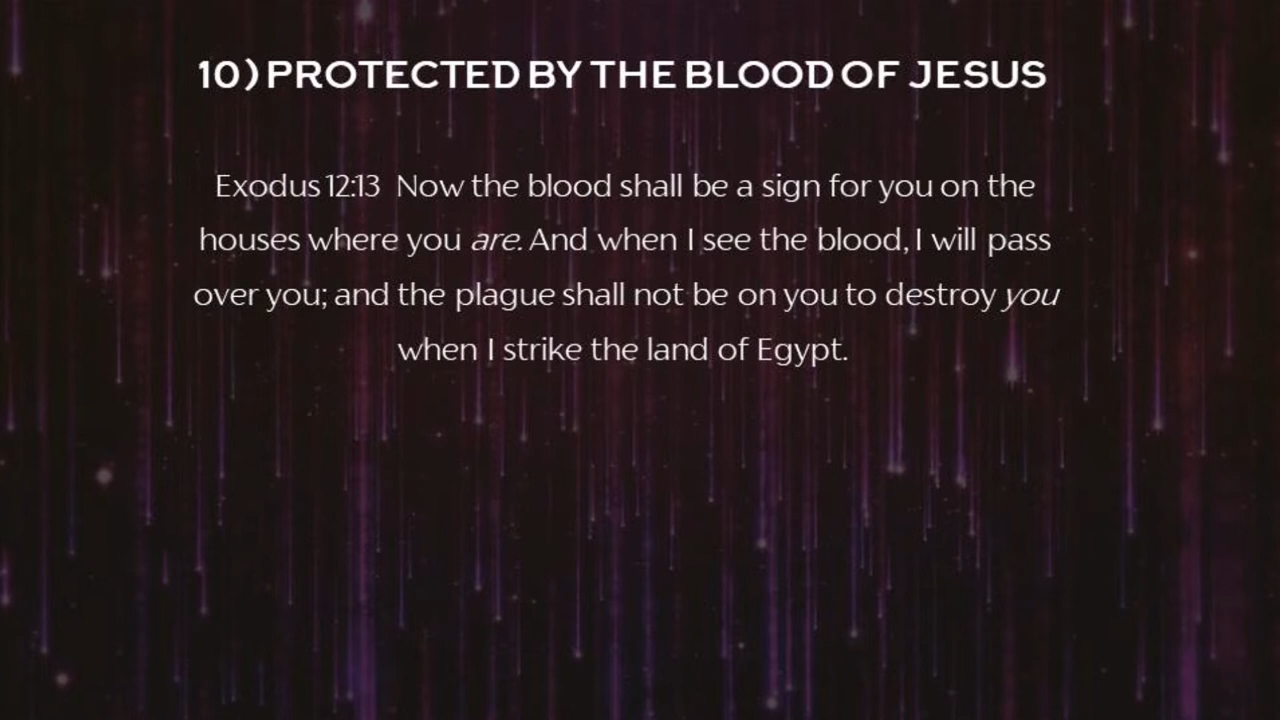 10) PROTECTED BY THE BLOOD OF JESUS
Exodus 12:13 Now the blood shall be a sign for you on the
houses where you are. And when I see the blood, I will pass
over you; and the plague shall not be on you to destroy you
when I strike the land of Egypt.